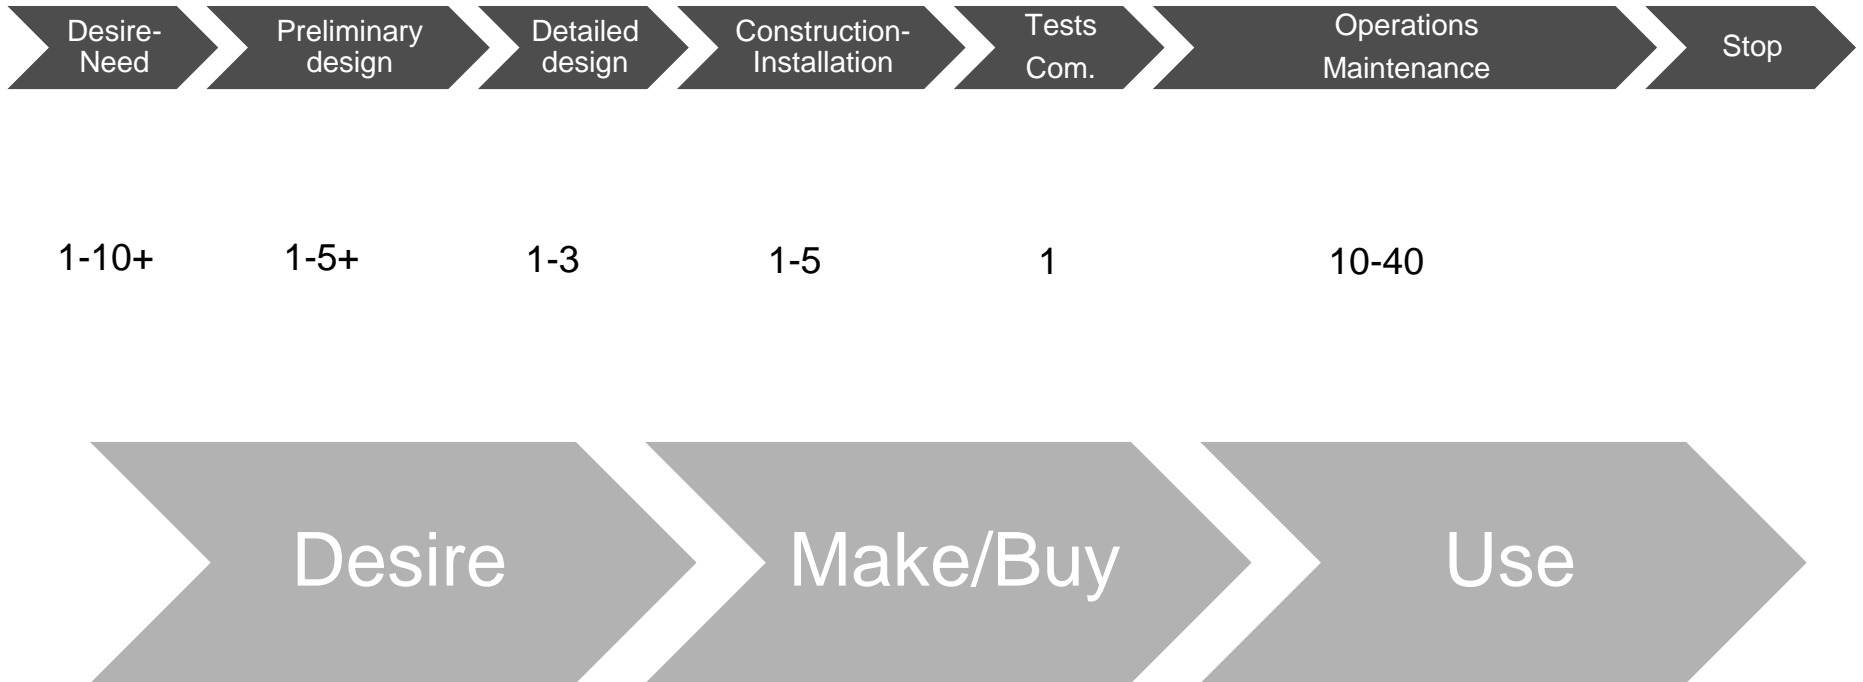 Desire-
Need
Preliminary
design
Detailed
design
Construction-
Installation
Tests
Com.
Operations
Maintenance
Stop
1-10+
1-5+
1-3
1-5
1
10-40
Desire
Make/Buy
Use